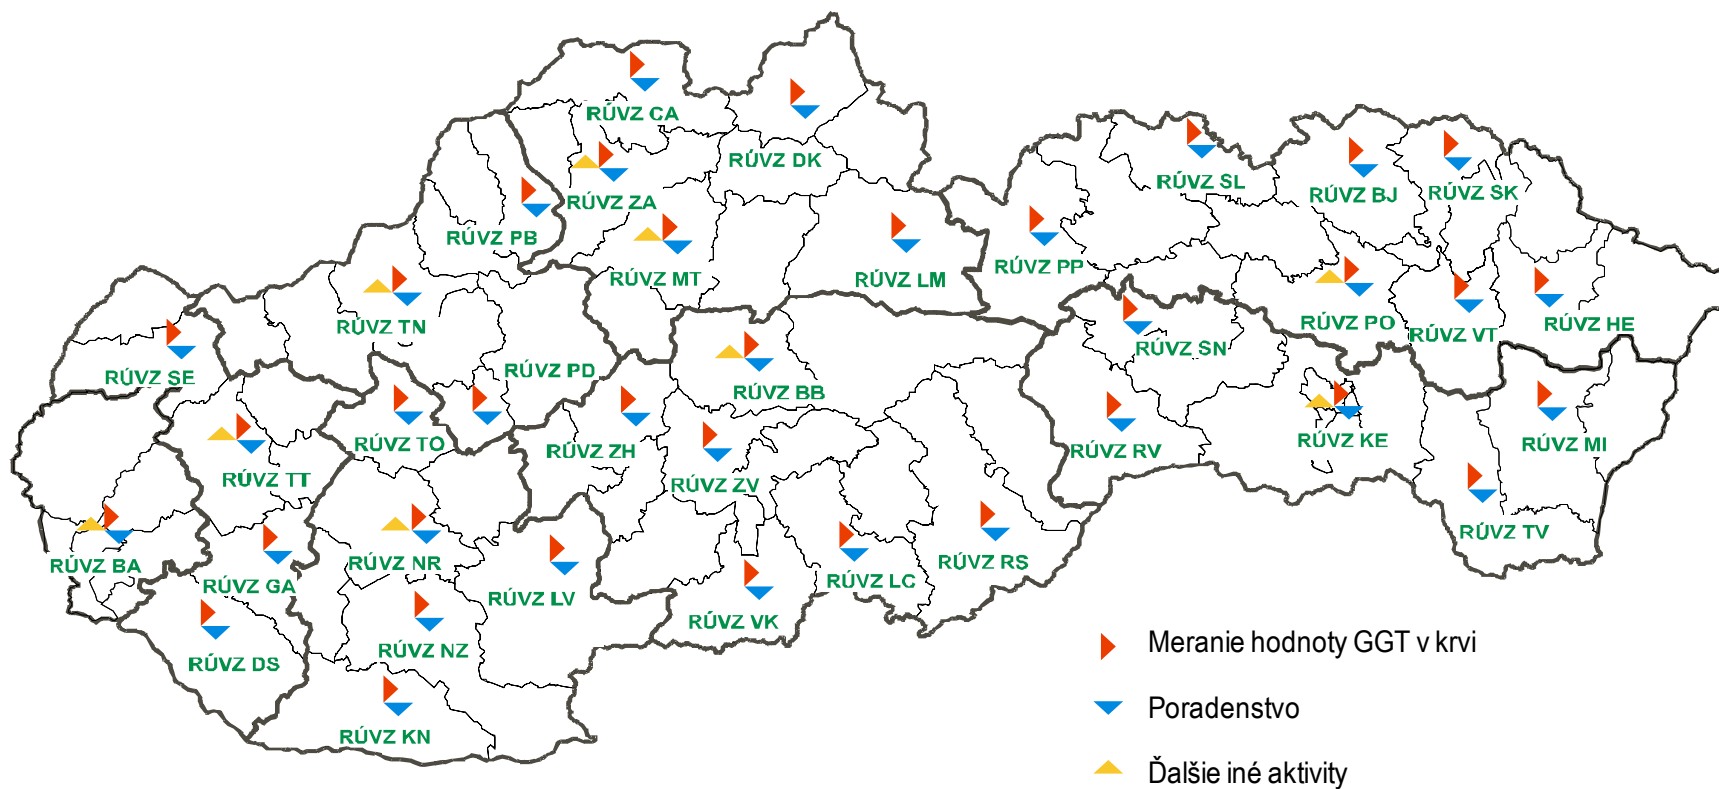 RÚVZ CA
RÚVZ DK
RÚVZ SL
RÚVZ BJ
RÚVZ SK
RÚVZ ZA
RÚVZ PB
RÚVZ MT
RÚVZ LM
RÚVZ PP
RÚVZ TN
RÚVZ PO
RÚVZ VT
RÚVZ HE
RÚVZ SN
RÚVZ SE
RÚVZ PD
RÚVZ BB
RÚVZ TO
RÚVZ ZH
RÚVZ RV
RÚVZ KE
RÚVZ MI
RÚVZ TT
RÚVZ ZV
RÚVZ TV
RÚVZ BA
RÚVZ NR
RÚVZ RS
RÚVZ GA
RÚVZ LC
RÚVZ LV
RÚVZ VK
RÚVZ NZ
RÚVZ DS
RÚVZ KN
Meranie hodnoty GGT v krvi
Poradenstvo
Ďalšie iné aktivity